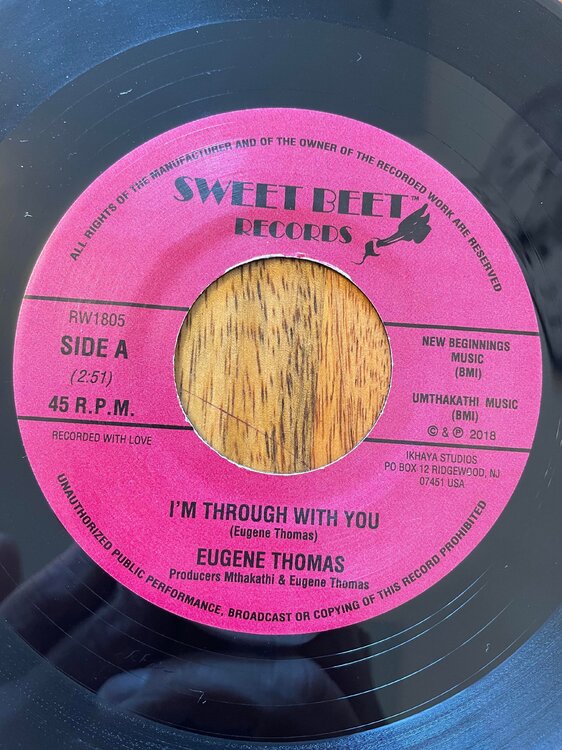 ALL RIGHTS OF THE MANUFACTURER AND OF THE OWNER OF THE RECORDED WORK ARE RESERVED
SWEET BEET™
RECORDS
RW1805
SIDE A
(2:51)
45 R.P.M.
RECORDED WITH LOVE
NEW BEGINNINGS
MUSIC
(BMI)
UMTHAKATHI MUSIC
(BMI)
© & ℗ 2018
IKHAYA STUDIOS
PO BOX 12 RIDGEWOOD, NJ
07451 USA
I'M THROUGH WITH YOU
(Eugene Thomas)
EUGENE THOMAS
Producers Mthakathi & Eugene Thomas
UNAUTHORIZED PUBLIC PERFORMANCE, BROADCAST OR COPYING OF THIS RECORD PROHIBITED